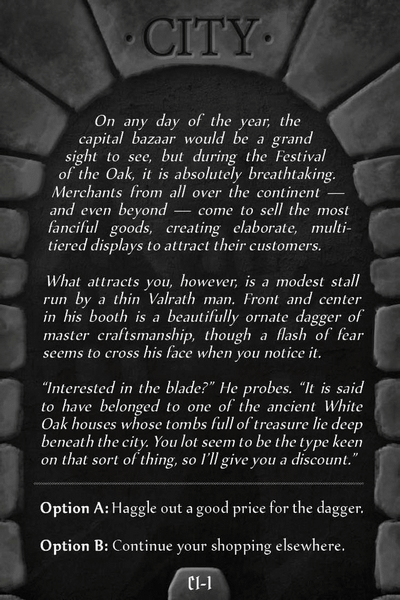 · CITY ·
On any day of the year, the
capital bazaar would be a grand
sight to see, but during the Festival
of the Oak, it is absolutely breathtaking.
Merchants from all over the continent —
and even beyond — come to sell the most
fanciful goods, creating elaborate, multi-
tiered displays to attract their customers.
What attracts you, however, is a modest stall
run by a thin Valrath man. Front and center
in his booth is a beautifully ornate dagger of
master craftsmanship, though a flash of fear
seems to cross his face when you notice it.
“Interested in the blade?” He probes. “It is said
to have belonged to one of the ancient White
Oak houses whose tombs full of treasure lie deep
beneath the city. You lot seem to be the type keen
on that sort of thing, so I’ll give you a discount.”
Option A: Haggle out a good price for the dagger.
Option B: Continue your shopping elsewhere.
C1-1